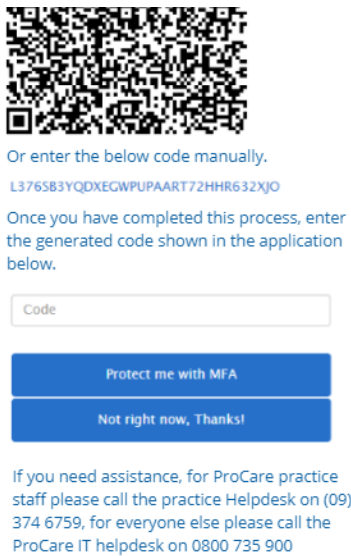 Or enter the below code manually.
L376SB3YQDXEGWPUPAART72HHR632XJO
Once you have completed this process, enter
the generated code shown in the application
below.
Code
Protect me with MFA
Not right now, Thanks!
If you need assistance, for ProCare practice
staff please call the practice Helpdesk on (09)
374 6759, for everyone else please call the
ProCare IT helpdesk on 0800 735 900